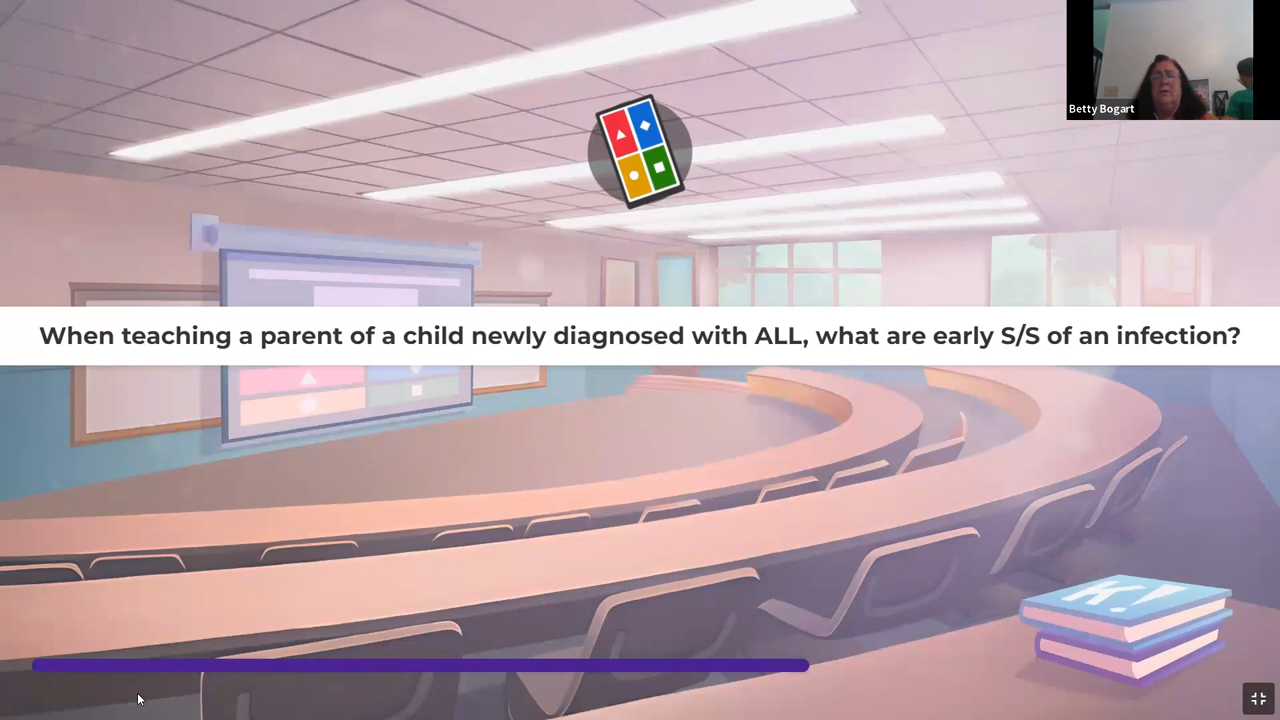 Betty Bogart
When teaching a parent of a child newly diagnosed with ALL, what are early S/S of an infection?
K!